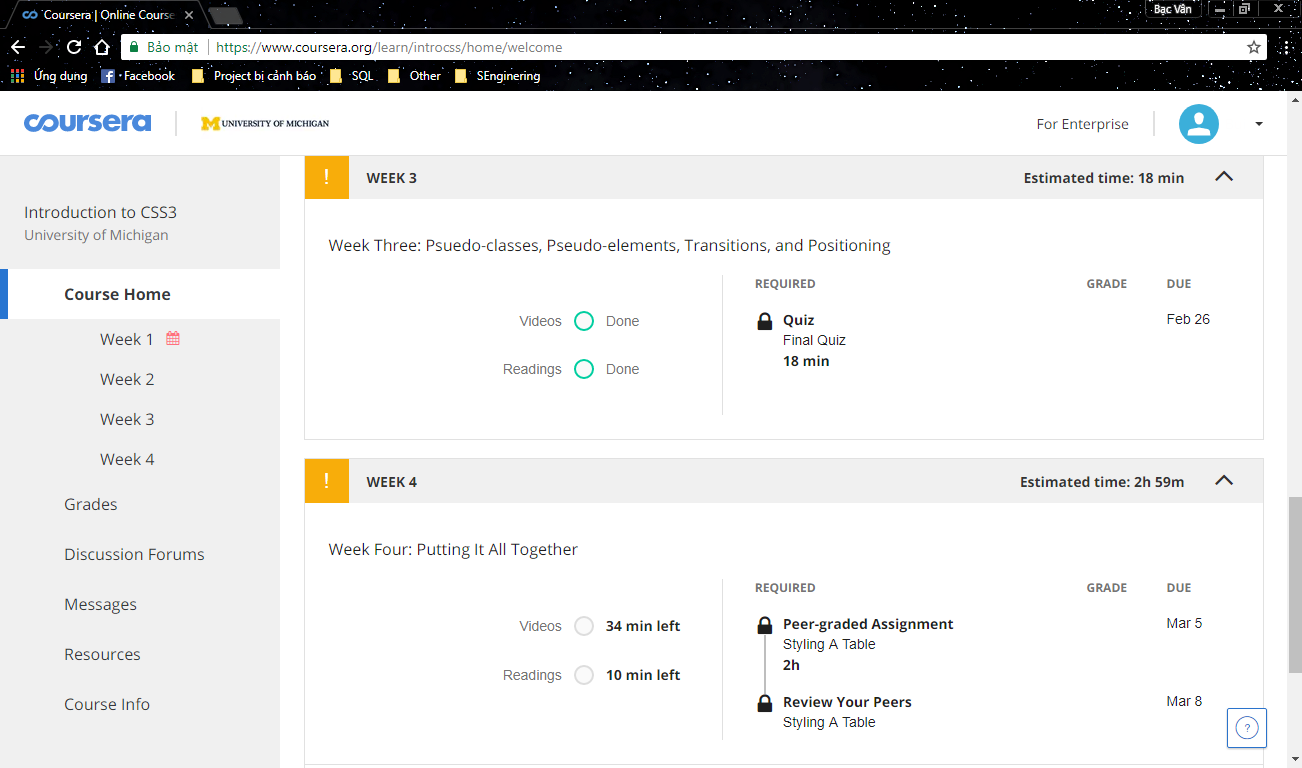 Coursera | Online Course
Bạc Vân
Bảo mật
https://www.coursera.org/learn/introcss/home/welcome
Ứng dụng
Facebook
Project bị cảnh báo
SQL
Other
SEnginering
coursera
M UNIVERSITY OF MICHIGAN
For Enterprise
Introduction to CSS3
University of Michigan
Course Home
Week 1
Week 2
Week 3
Week 4
Grades
Discussion Forums
Messages
Resources
Course Info
! WEEK 3 Estimated time: 18 min
Week Three: Psuedo-classes, Pseudo-elements, Transitions, and Positioning
Videos Done
Readings Done
REQUIRED GRADE DUE
Quiz Feb 26
Final Quiz
18 min
! WEEK 4 Estimated time: 2h 59m
Week Four: Putting It All Together
Videos 34 min left
Readings 10 min left
REQUIRED GRADE DUE
Peer-graded Assignment Mar 5
Styling A Table
2h
Review Your Peers Mar 8
Styling A Table
?